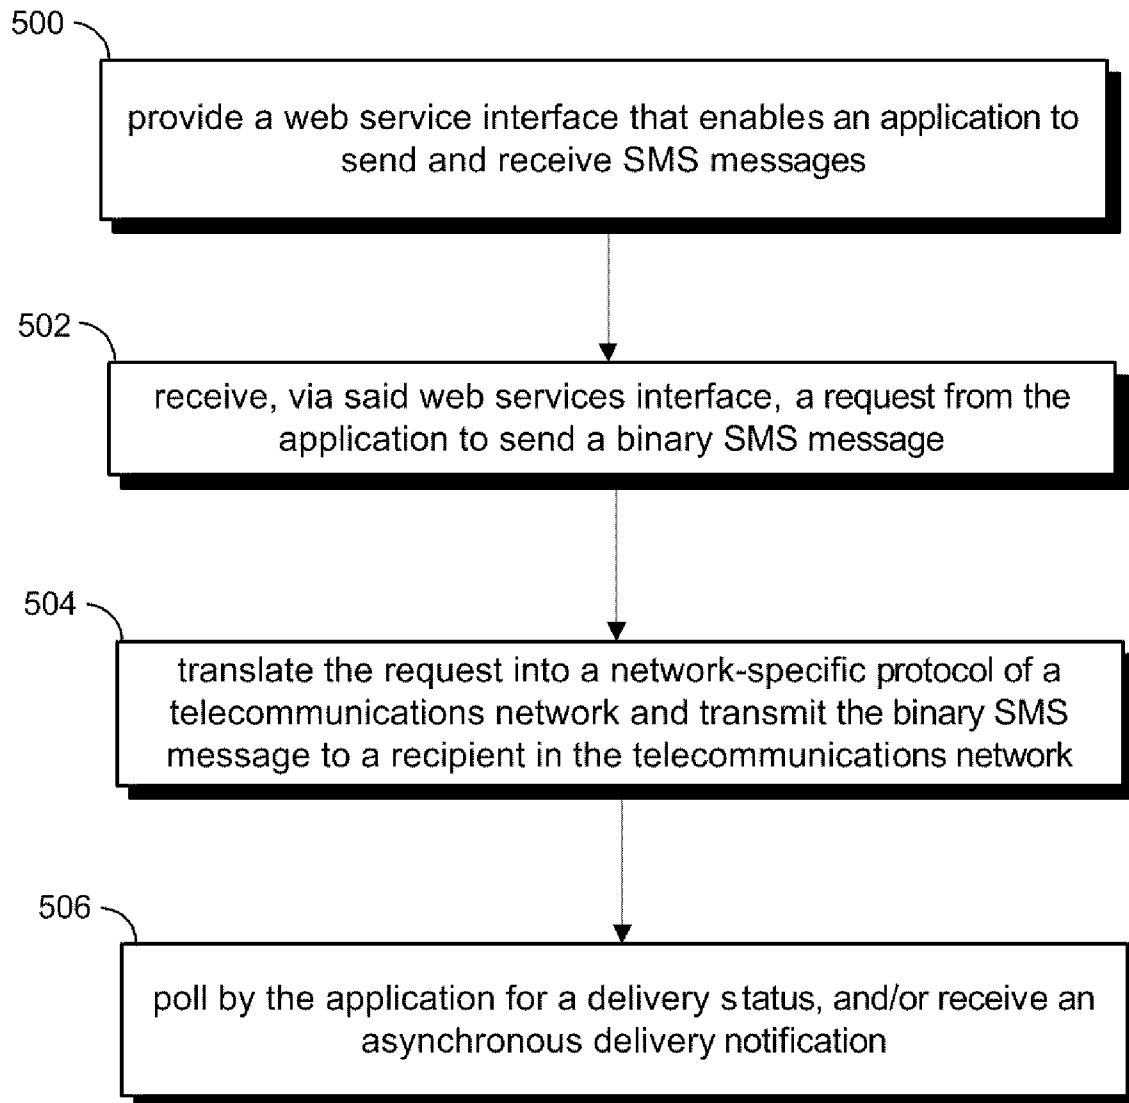 500
provide a web service interface that enables an application to
send and receive SMS messages
502
receive, via said web services interface, a request from the
application to send a binary SMS message
504
translate the request into a network-specific protocol of a
telecommunications network and transmit the binary SMS
message to a recipient in the telecommunications network
506
poll by the application for a delivery status, and/or receive an
asynchronous delivery notification